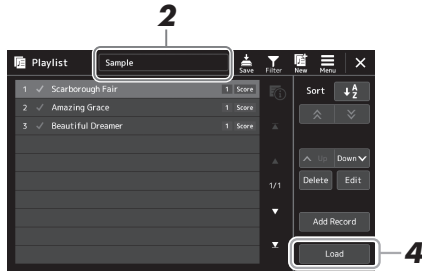 2
Playlist Sample Save Filter New Menu
1 Scarborough Fair 1 Score Sort A Z
2 Amazing Grace 1 Score
3 Beautiful Dreamer 1 Score
Up Down
1/1 Delete Edit
Add Record
Load 4